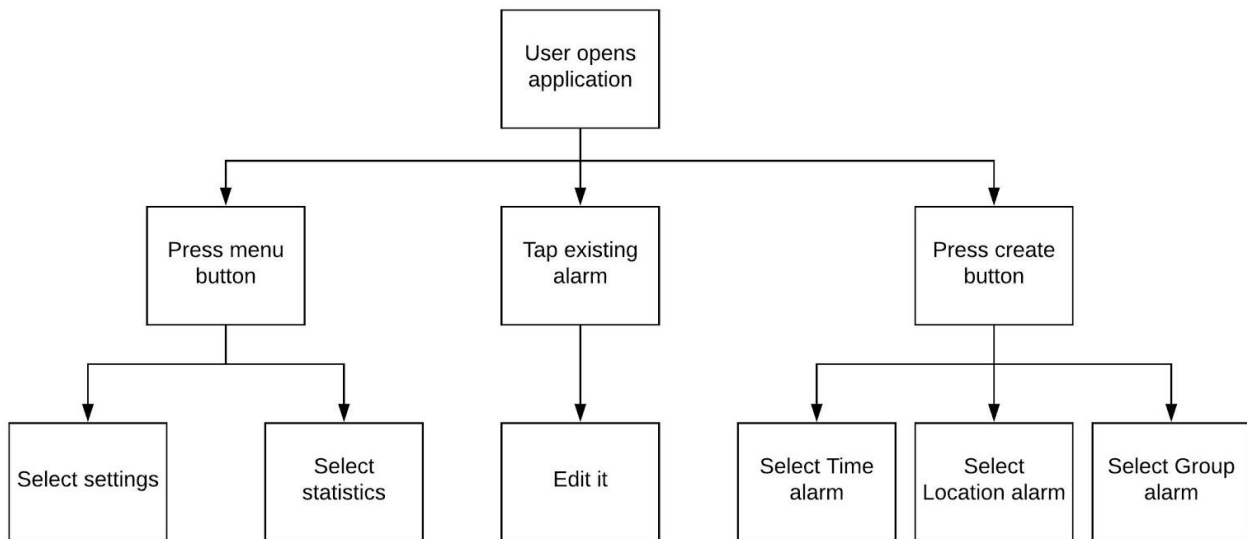 User opens
application
Press menu
button
Tap existing
alarm
Press create
button
Select settings
Select
statistics
Edit it
Select Time
alarm
Select
Location alarm
Select Group
alarm